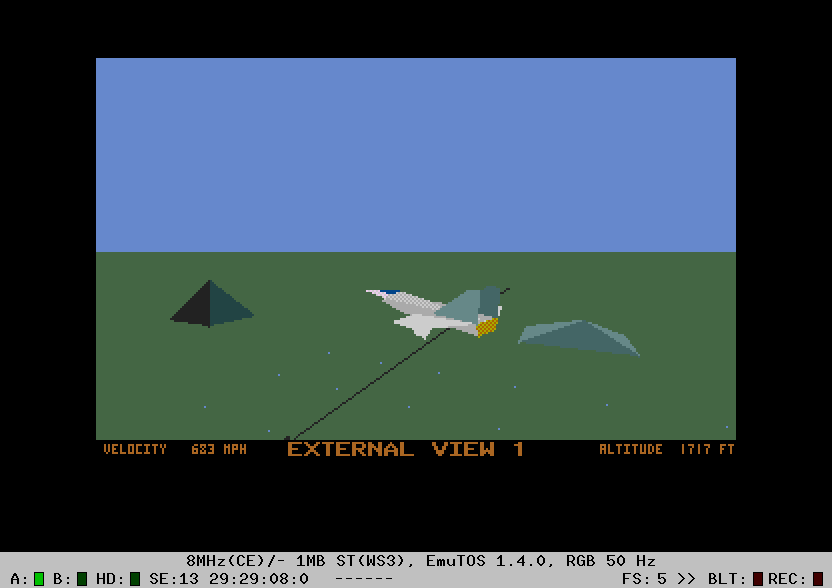 VELOCITY 683 MPH EXTERNAL VIEW 1 ALTITUDE 1717 FT
8MHz(CE)/- 1MB ST(WS3), EmuTOS 1.4.0, RGB 50 Hz
A: B: HD: SE:13 29:29:08:0 ------ FS: 5 >> BLT: REC: